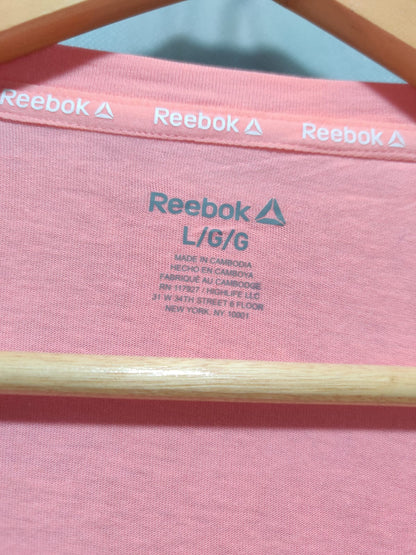 Reebok Reebok Reebok
Reebok
L/G/G
MADE IN CAMBODIA
HECHO EN CAMBOYA
FABRIQUÉ AU CAMBODGE
RN 117927 / HIGHLIFE LLC
31 W 34TH STREET 6 FLOOR
NEW YORK, NY 10001